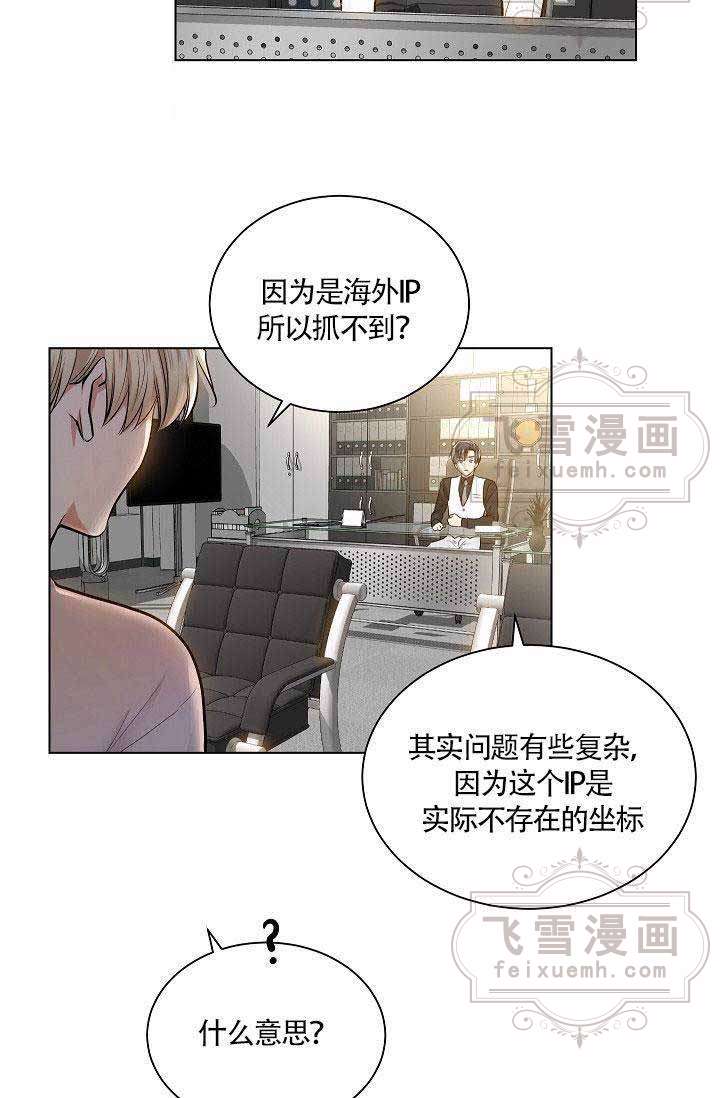 因为是海外IP
所以抓不到?
飞雪漫画
feixuemh.com
其实问题有些复杂,
因为这个IP是
实际不存在的坐标
飞雪漫画
feixuemh.com
?
什么意思?